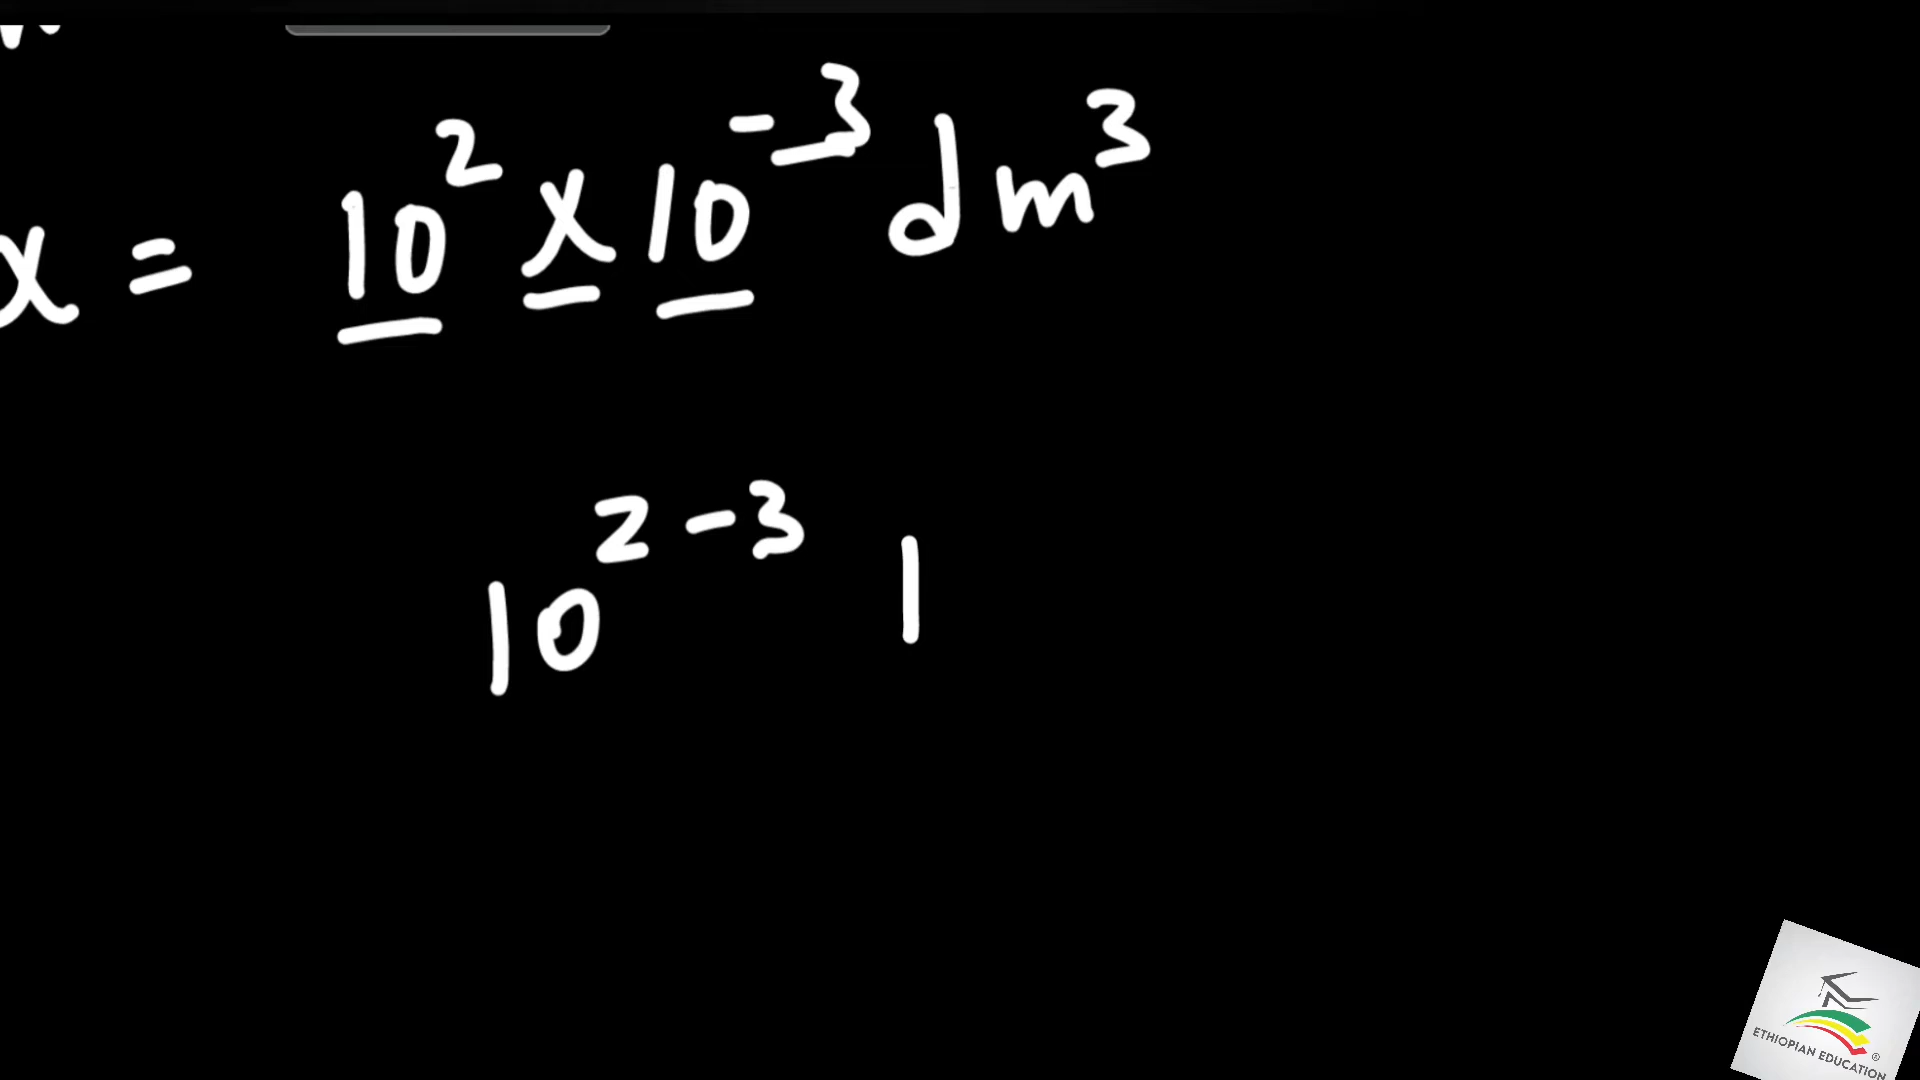 x = 10² x 10⁻³ dm³
10²⁻³ 1
ETHIOPIAN EDUCATION ®